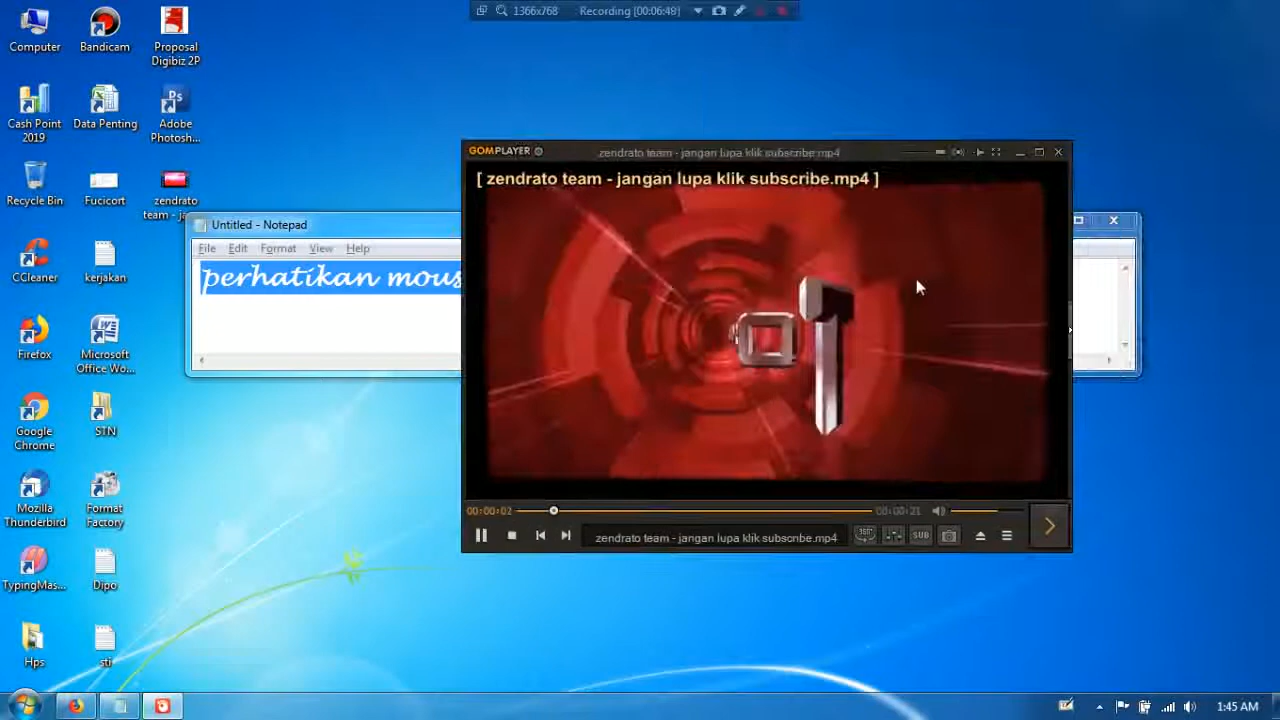 1366x768 Recording [00:06:48]
Computer
Bandicam
Proposal
Digibiz 2P
Cash Point
2019
Data Penting
Adobe
Photosh...
Recycle Bin
Fucicort
zendrato
team - ja...
CCleaner
kerjakan
Firefox
Microsoft
Office Wo...
Google
Chrome
STN
Mozilla
Thunderbird
Format
Factory
TypingMas...
Dipo
Hps
sti
Untitled - Notepad
File Edit Format View Help
perhatikan mous
GOMPLAYER zendrato team - jangan lupa klik subscribe.mp4
[ zendrato team - jangan lupa klik subscribe.mp4 ]
00:00:02 00:00:21
zendrato team - jangan lupa klik subscribe.mp4 360° SUB
Ps
1:45 AM